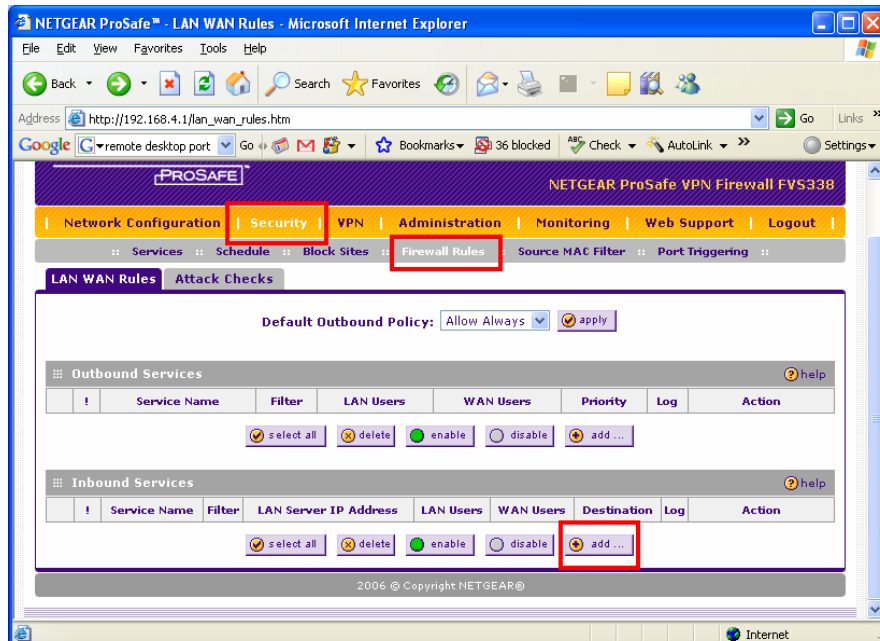 NETGEAR ProSafe™ - LAN WAN Rules - Microsoft Internet Explorer
File Edit View Favorites Tools Help
Back Search Favorites
Address http://192.168.4.1/lan_wan_rules.htm Go Links »
Google G remote desktop port Go Bookmarks 36 blocked ABC Check AutoLink » Settings
PROSAFE
NETGEAR ProSafe VPN Firewall FVS338
| Network Configuration | Security | VPN | Administration | Monitoring | Web Support | Logout |
:: Services :: Schedule :: Block Sites :: Firewall Rules :: Source MAC Filter :: Port Triggering ::
LAN WAN Rules Attack Checks
Default Outbound Policy: Allow Always apply
Outbound Services ? help
! Service Name Filter LAN Users WAN Users Priority Log Action
select all delete enable disable add ...
Inbound Services ? help
! Service Name Filter LAN Server IP Address LAN Users WAN Users Destination Log Action
select all delete enable disable add ...
2006 © Copyright NETGEAR®
Internet